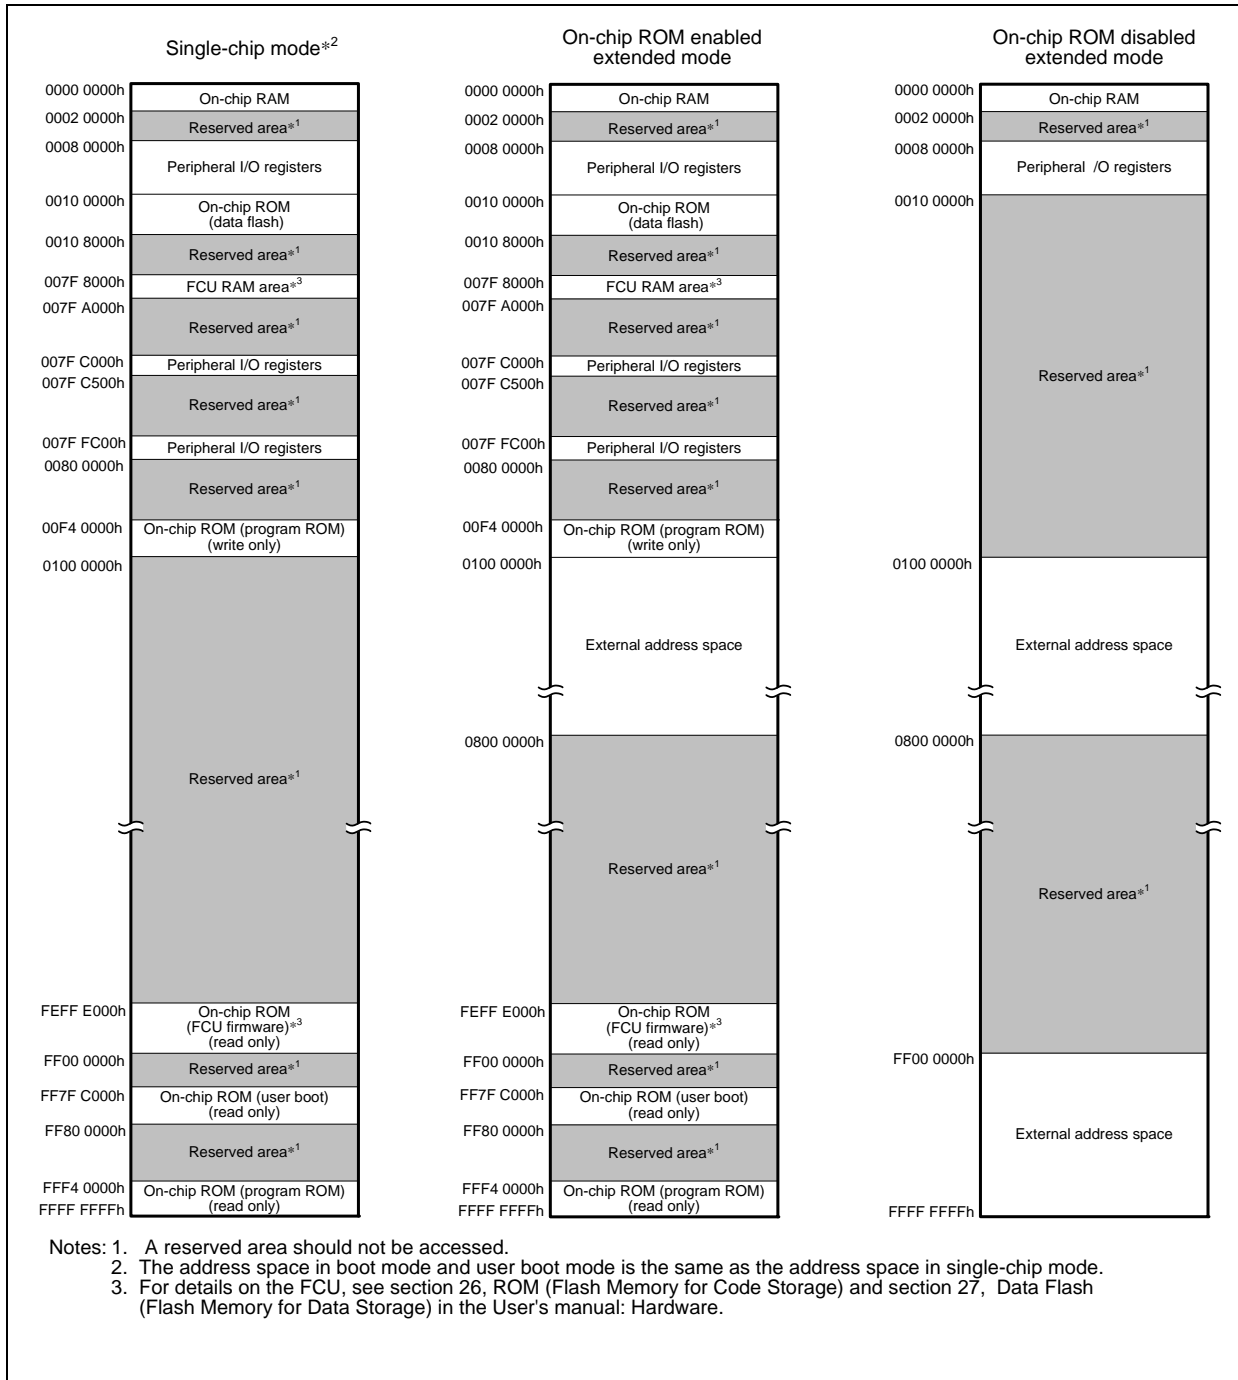 Single-chip mode*2
0000 0000h
On-chip RAM
0002 0000h
Reserved area*1
0008 0000h
Peripheral I/O registers
0010 0000h
On-chip ROM
(data flash)
0010 8000h
Reserved area*1
007F 8000h
FCU RAM area*3
007F A000h
Reserved area*1
007F C000h
Peripheral I/O registers
007F C500h
Reserved area*1
007F FC00h
Peripheral I/O registers
0080 0000h
Reserved area*1
00F4 0000h
On-chip ROM (program ROM)
(write only)
0100 0000h
Reserved area*1
FEFF E000h
On-chip ROM
(FCU firmware)*3
(read only)
FF00 0000h
Reserved area*1
FF7F C000h
On-chip ROM (user boot)
(read only)
FF80 0000h
Reserved area*1
FFF4 0000h
On-chip ROM (program ROM)
(read only)
FFFF FFFFh
On-chip ROM enabled
extended mode
0000 0000h
On-chip RAM
0002 0000h
Reserved area*1
0008 0000h
Peripheral I/O registers
0010 0000h
On-chip ROM
(data flash)
0010 8000h
Reserved area*1
007F 8000h
FCU RAM area*3
007F A000h
Reserved area*1
007F C000h
Peripheral I/O registers
007F C500h
Reserved area*1
007F FC00h
Peripheral I/O registers
0080 0000h
Reserved area*1
00F4 0000h
On-chip ROM (program ROM)
(write only)
0100 0000h
External address space
0800 0000h
Reserved area*1
FEFF E000h
On-chip ROM
(FCU firmware)*3
(read only)
FF00 0000h
Reserved area*1
FF7F C000h
On-chip ROM (user boot)
(read only)
FF80 0000h
Reserved area*1
FFF4 0000h
On-chip ROM (program ROM)
(read only)
FFFF FFFFh
On-chip ROM disabled
extended mode
0000 0000h
On-chip RAM
0002 0000h
Reserved area*1
0008 0000h
Peripheral /O registers
0010 0000h
Reserved area*1
0100 0000h
External address space
0800 0000h
Reserved area*1
FF00 0000h
External address space
FFFF FFFFh
Notes: 1. A reserved area should not be accessed.
2. The address space in boot mode and user boot mode is the same as the address space in single-chip mode.
3. For details on the FCU, see section 26, ROM (Flash Memory for Code Storage) and section 27, Data Flash
(Flash Memory for Data Storage) in the User's manual: Hardware.